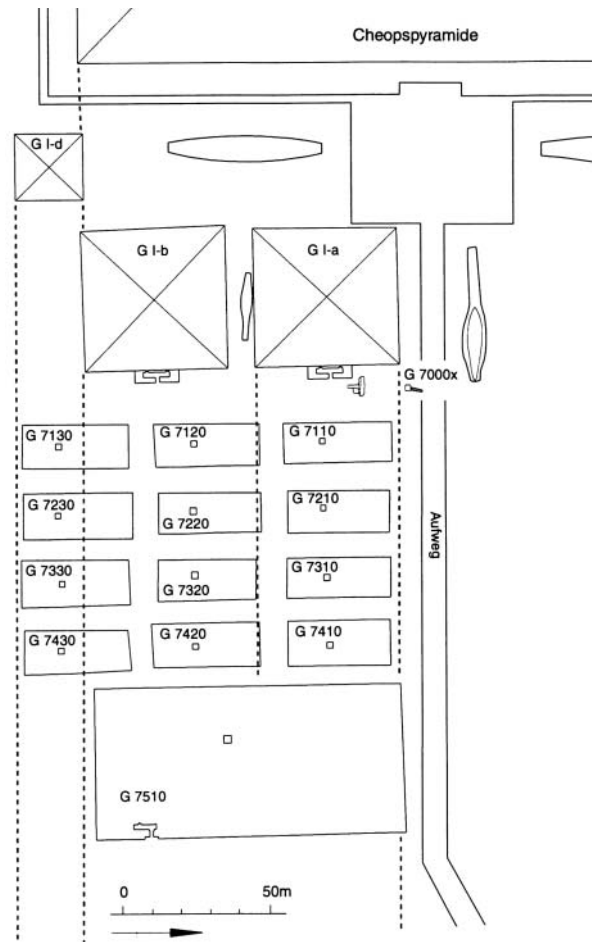 Cheopspyramide
G I-d
G I-b
G I-a
G 7000x
G 7130
G 7120
G 7110
G 7230
G 7220
G 7210
Aufweg
G 7330
G 7320
G 7310
G 7430
G 7420
G 7410
G 7510
0 50m